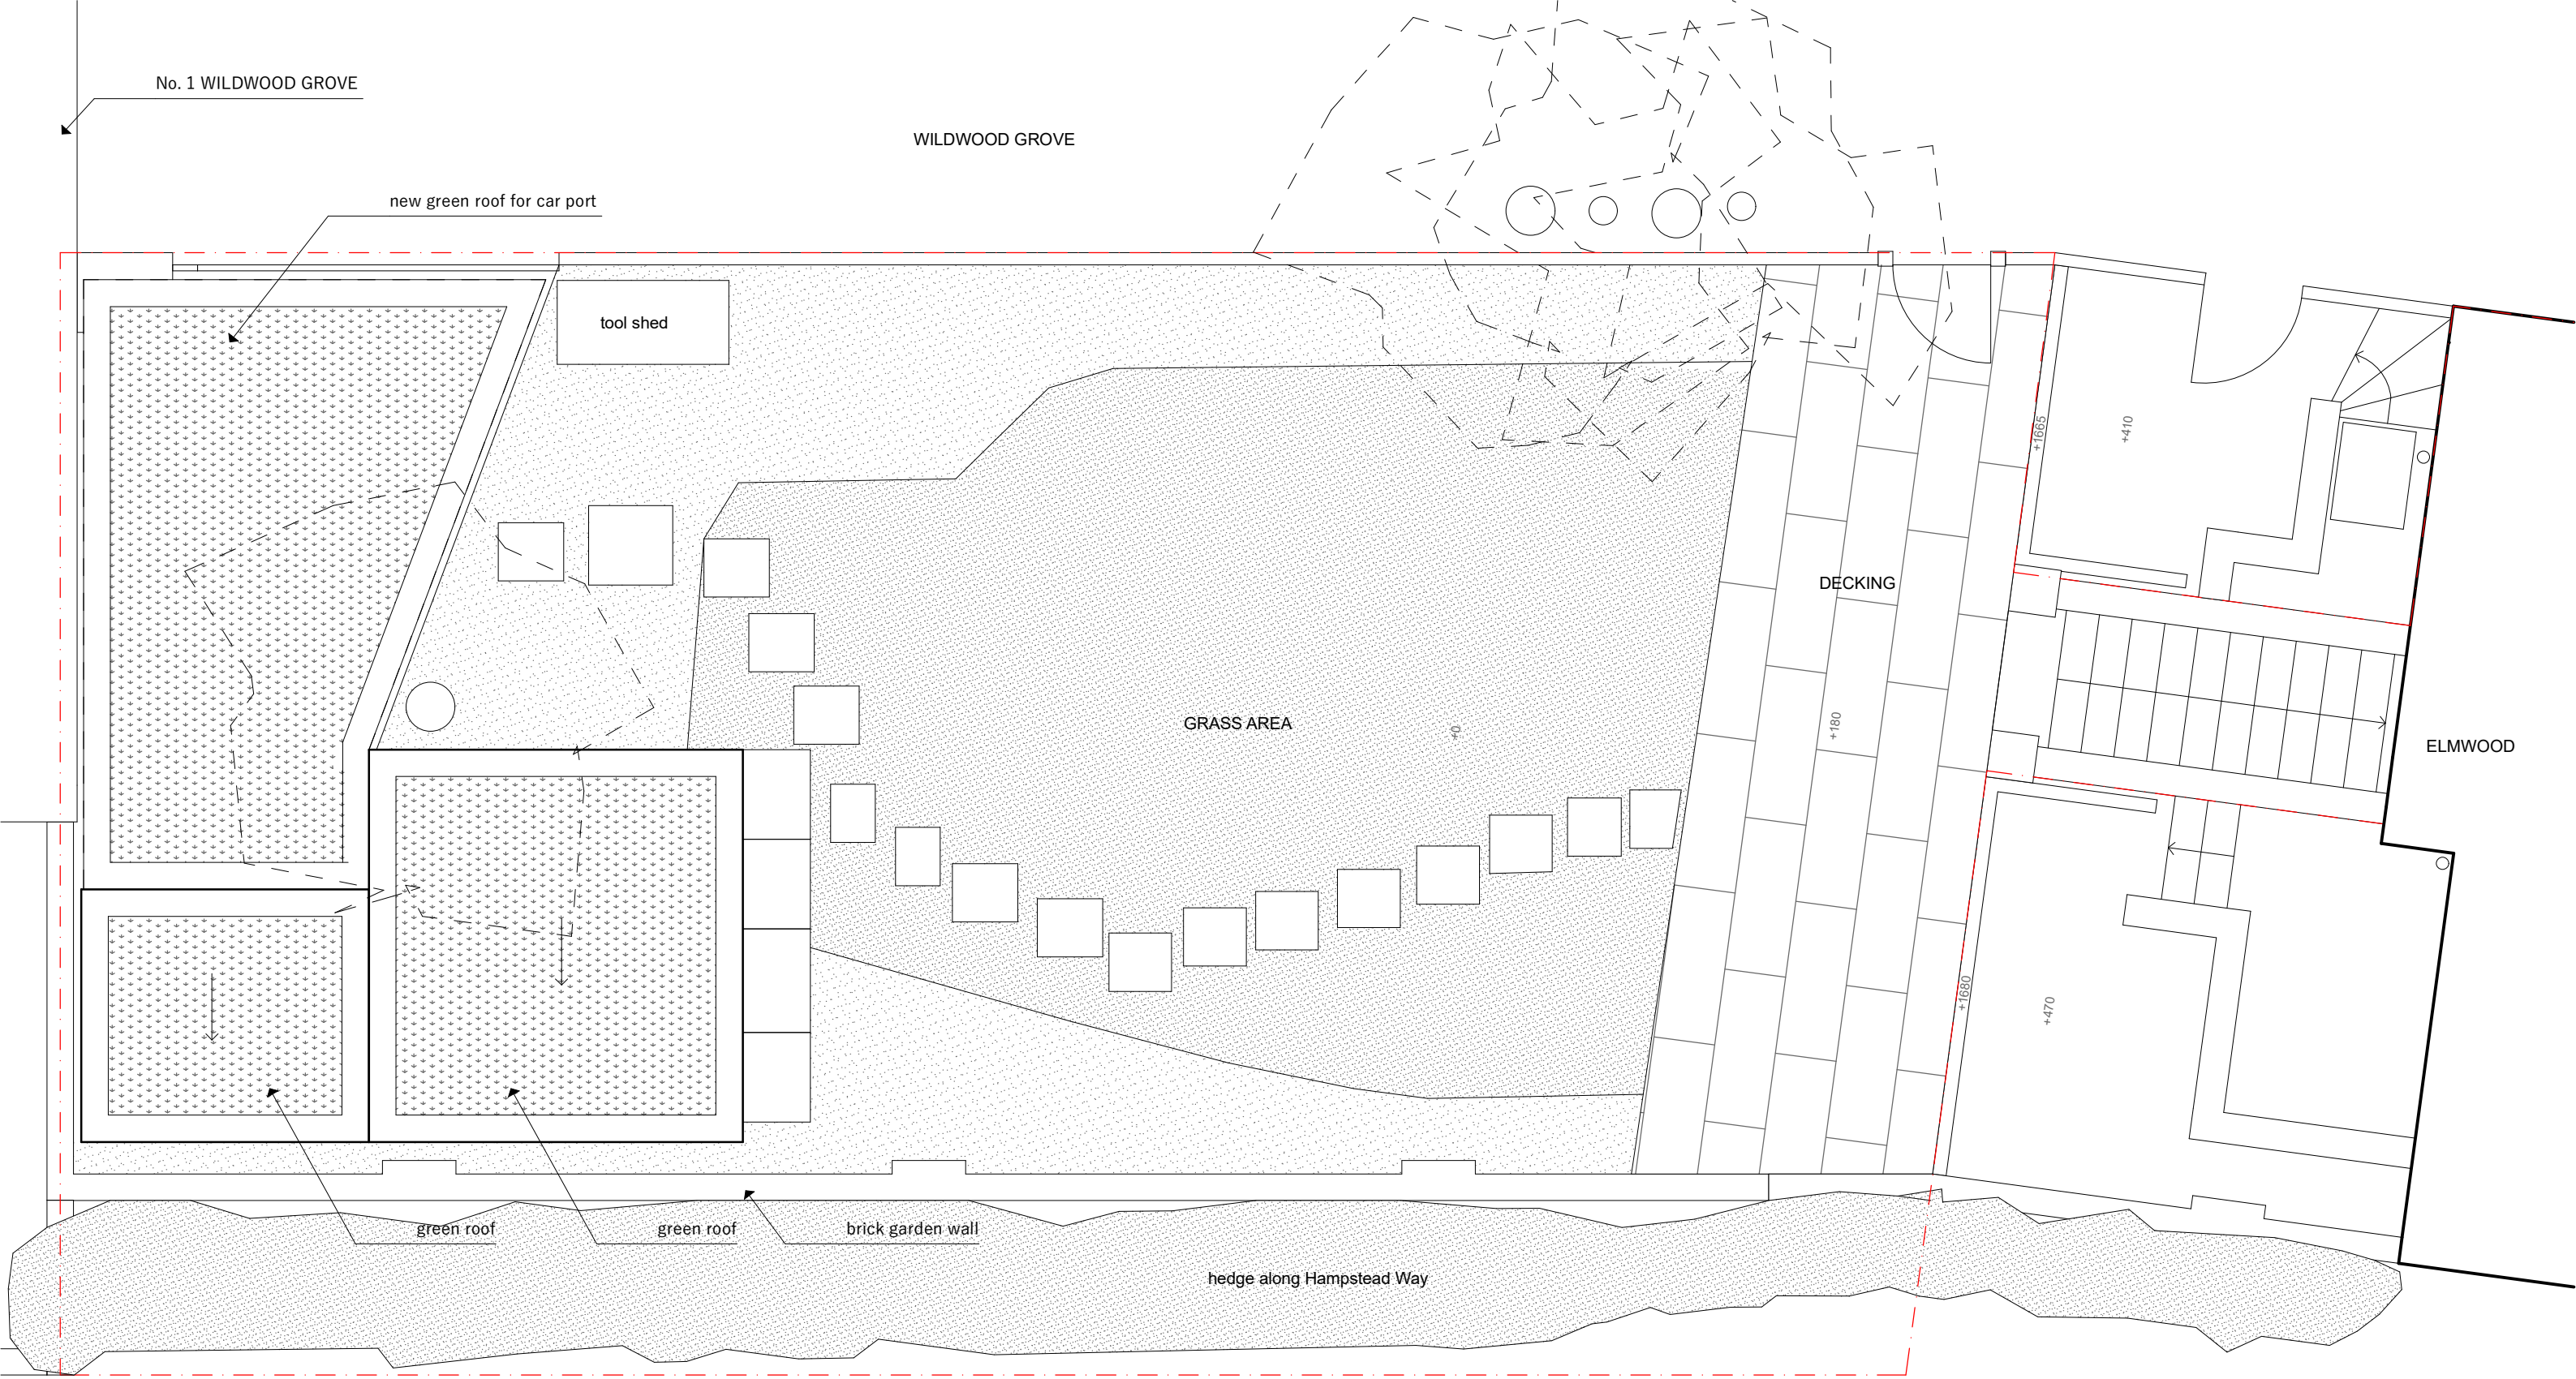 No. 1 WILDWOOD GROVE
WILDWOOD GROVE
new green roof for car port
tool shed
+1665
+410
DECKING
GRASS AREA
+0
+180
ELMWOOD
+1680
+470
green roof
green roof
brick garden wall
hedge along Hampstead Way